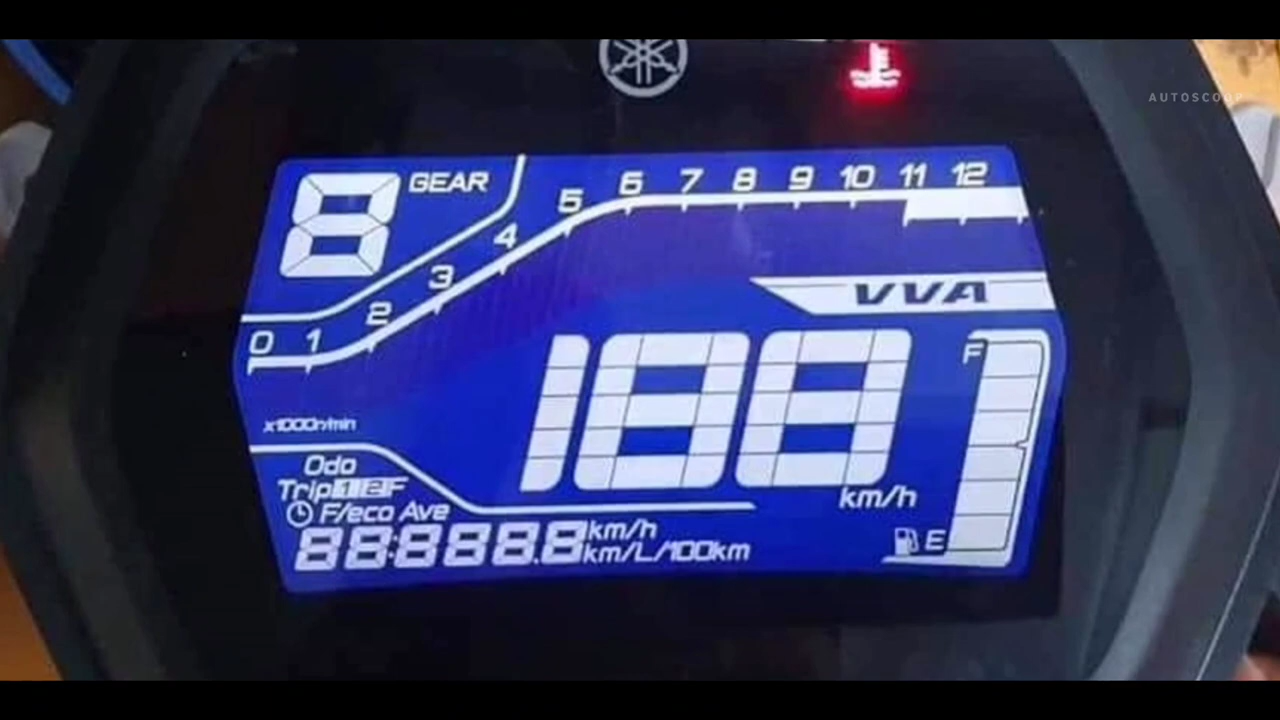 AUTOSCOOP
8 GEAR
0 1 2 3 4 5 6 7 8 9 10 11 12
VVA
x1000r/min
188
km/h
F
E
Odo
Trip 1 2 F
F/eco Ave
88:888.8 km/h
km/L/100km